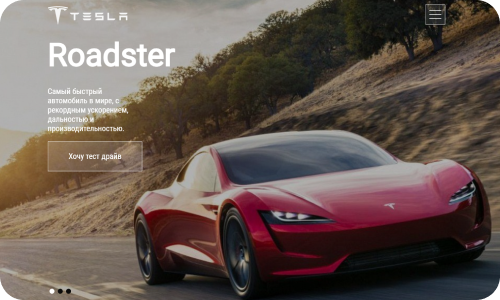 TESLA
Roadster
Самый быстрый
автомобиль в мире, с
рекордным ускорением,
дальностью и
производительностью.
Хочу тест драйв